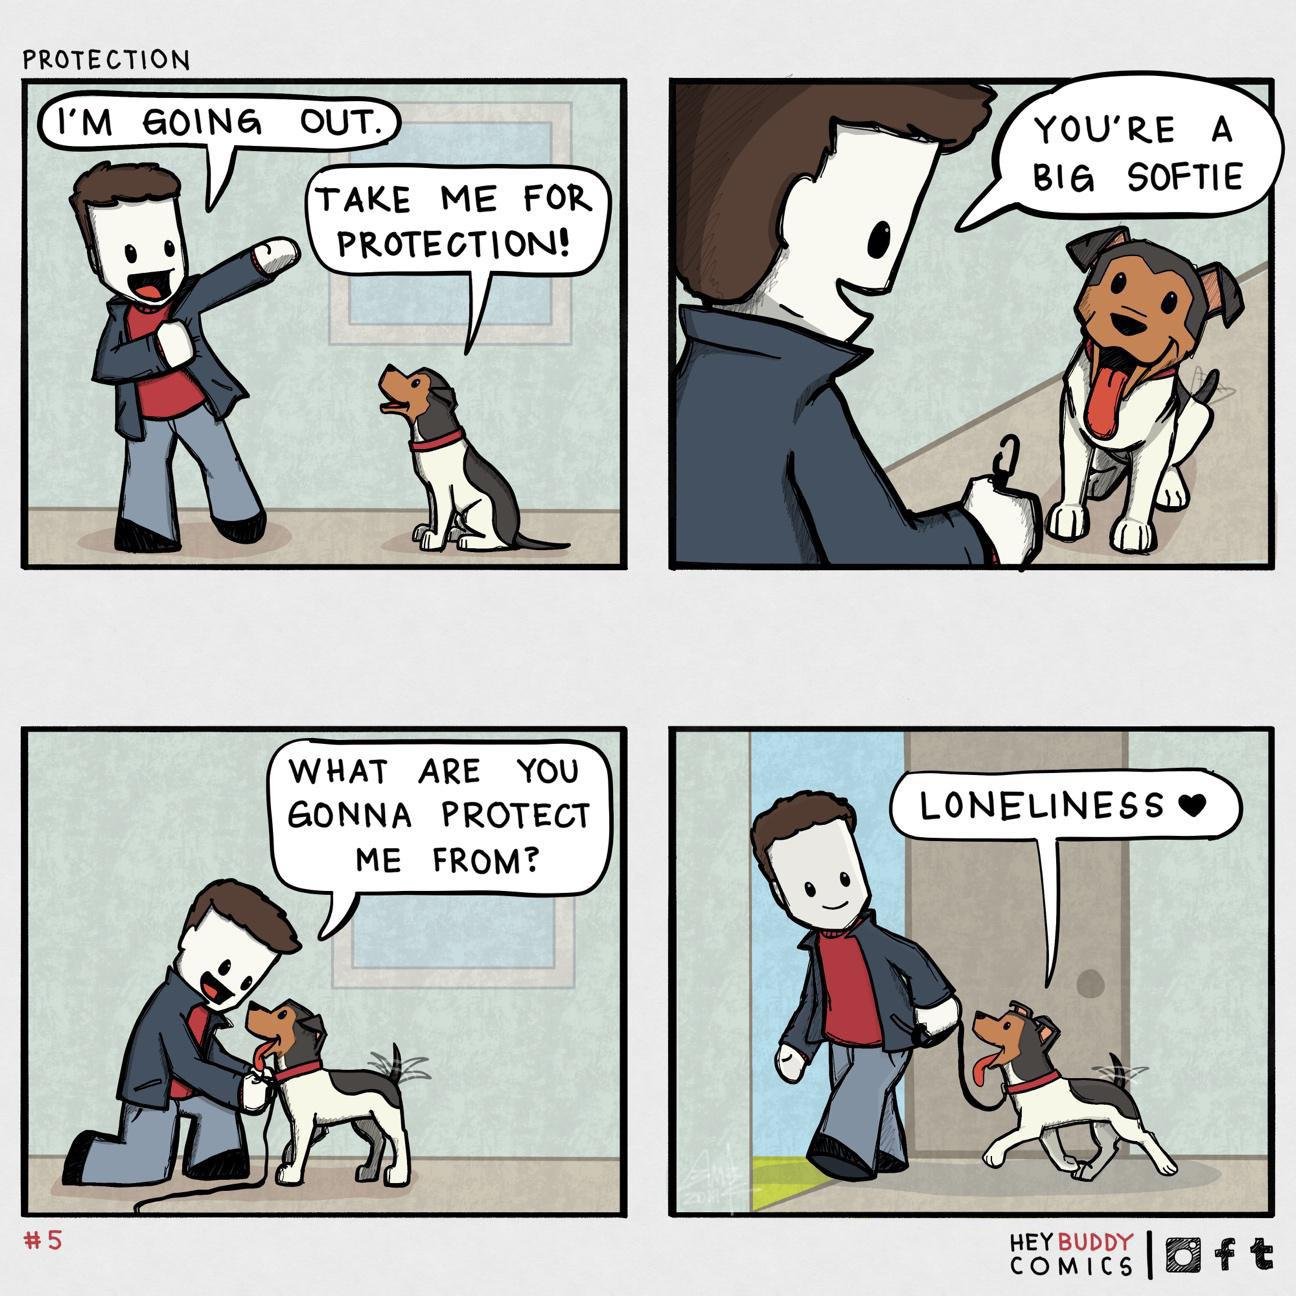 PROTECTION
I'M GOING OUT.
TAKE ME FOR
PROTECTION!
YOU'RE A
BIG SOFTIE
WHAT ARE YOU
GONNA PROTECT
ME FROM?
LONELINESS ♥
#5
HEY BUDDY
COMICS